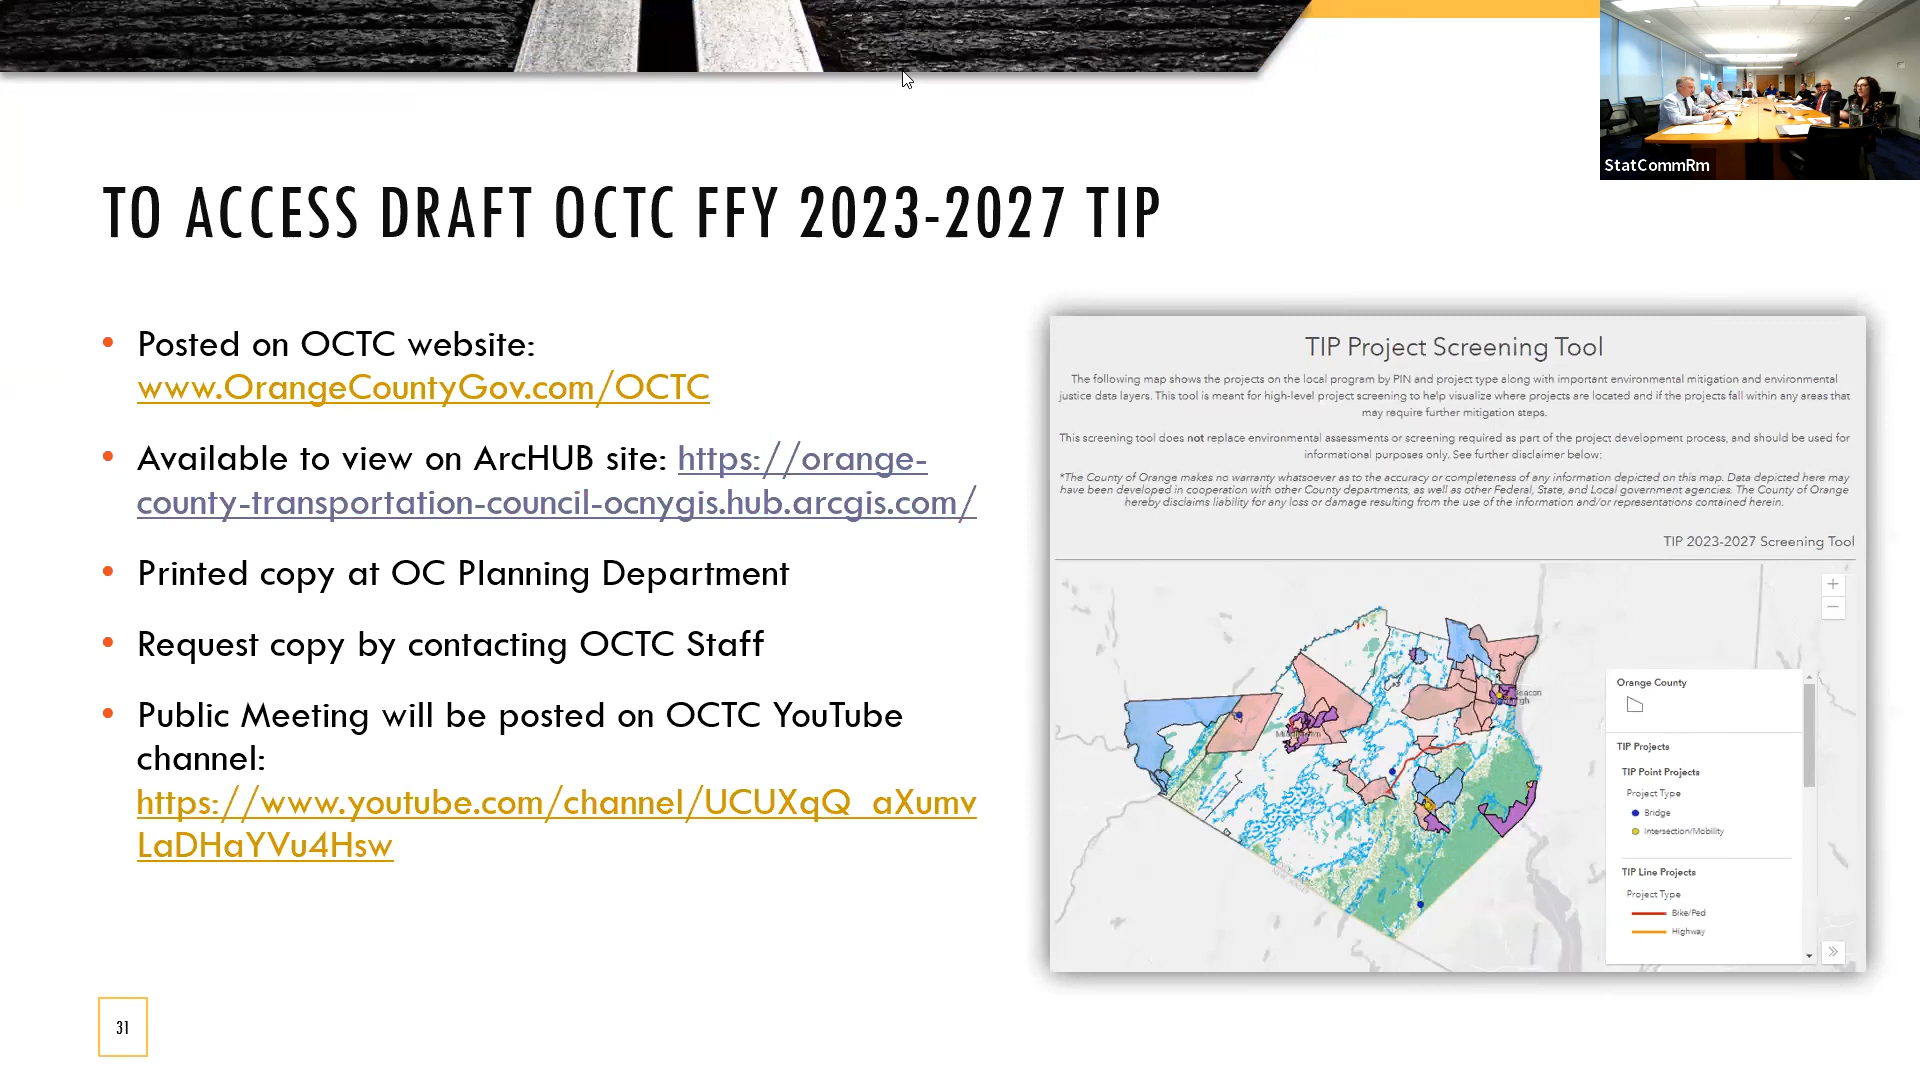 StatCommRm
TO ACCESS DRAFT OCTC FFY 2023-2027 TIP
• Posted on OCTC website:
www.OrangeCountyGov.com/OCTC
• Available to view on ArcHUB site: https://orange-
county-transportation-council-ocnygis.hub.arcgis.com/
• Printed copy at OC Planning Department
• Request copy by contacting OCTC Staff
• Public Meeting will be posted on OCTC YouTube
channel:
https://www.youtube.com/channel/UCUXqQ_aXumv
LaDHaYVu4Hsw
31
TIP Project Screening Tool
The following map shows the projects on the local program by PIN and project type along with important environmental mitigation and environmental
justice data layers. This tool is meant for high-level project screening to help visualize where projects are located and if the projects fall within any areas that
may require further mitigation steps.
This screening tool does not replace environmental assessments or screening required as part of the project development process, and should be used for
informational purposes only. See further disclaimer below:
*The County of Orange makes no warranty whatsoever as to the accuracy or completeness of any information depicted on this map. Data depicted here may
have been developed in cooperation with other County departments, as well as other Federal, State, and Local government agencies. The County of Orange
hereby disclaims liability for any loss or damage resulting from the use of the information and/or representations contained herein.
TIP 2023-2027 Screening Tool
Orange County
TIP Projects
TIP Point Projects
Project Type
Bridge
Intersection/Mobility
TIP Line Projects
Project Type
Bike/Ped
Highway